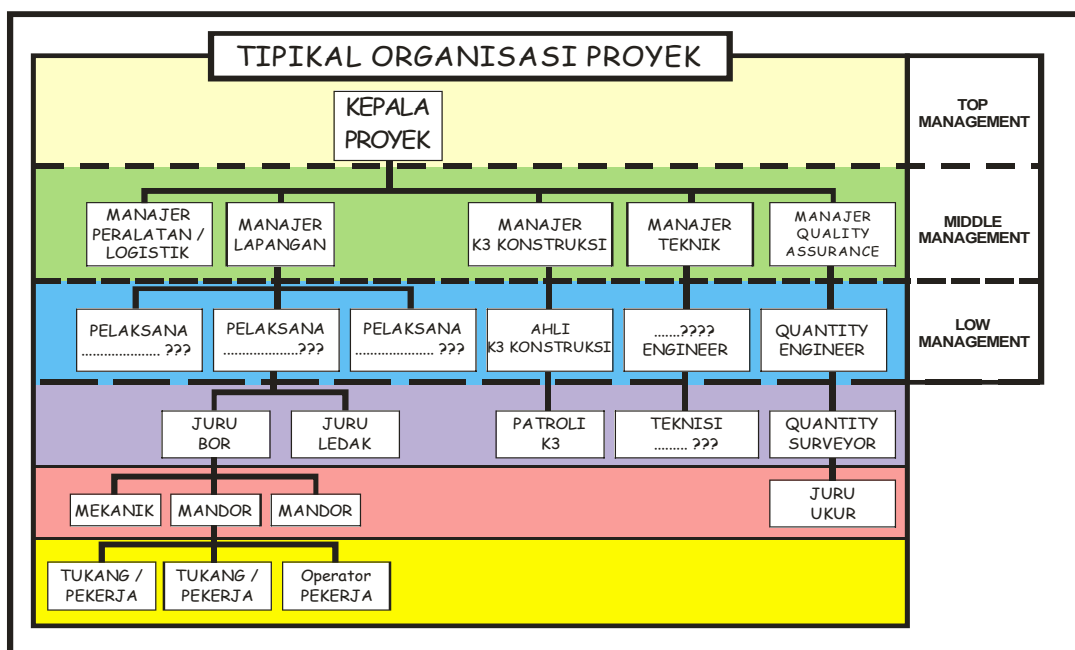 TIPIKAL ORGANISASI PROYEK
KEPALA
PROYEK
TOP
MANAGEMENT
MANAJER
PERALATAN /
LOGISTIK
MANAJER
LAPANGAN
MANAJER
K3 KONSTRUKSI
MANAJER
TEKNIK
MANAJER
QUALITY
ASSURANCE
MIDDLE
MANAGEMENT
PELAKSANA
..................... ???
PELAKSANA
....................???
PELAKSANA
..................... ???
AHLI
K3 KONSTRUKSI
.......????
ENGINEER
QUANTITY
ENGINEER
LOW
MANAGEMENT
JURU
BOR
JURU
LEDAK
PATROLI
K3
TEKNISI
......... ???
QUANTITY
SURVEYOR
MEKANIK
MANDOR
MANDOR
JURU
UKUR
TUKANG /
PEKERJA
TUKANG /
PEKERJA
Operator
PEKERJA